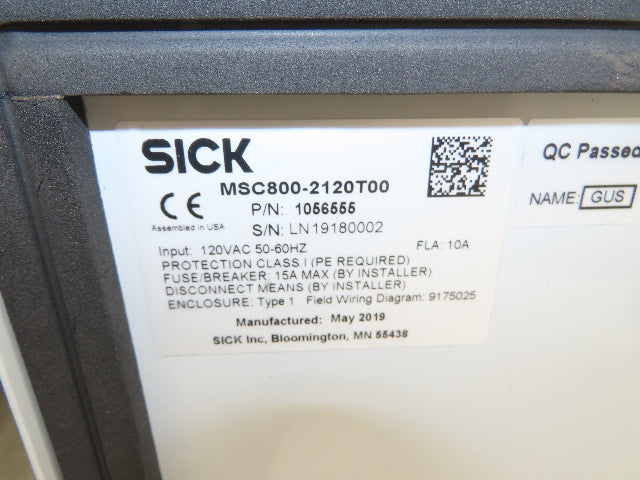 SICK
MSC800-2120T00
CE
P/N: 1056555
Assembled in USA
S/N: LN19180002
Input: 120VAC 50-60HZ FLA: 10A
PROTECTION CLASS I (PE REQUIRED)
FUSE/BREAKER: 15A MAX (BY INSTALLER)
DISCONNECT MEANS (BY INSTALLER)
ENCLOSURE: Type 1 Field Wiring Diagram: 9175025
Manufactured: May 2019
SICK Inc, Bloomington, MN 55438
QC Passed
NAME: GUS